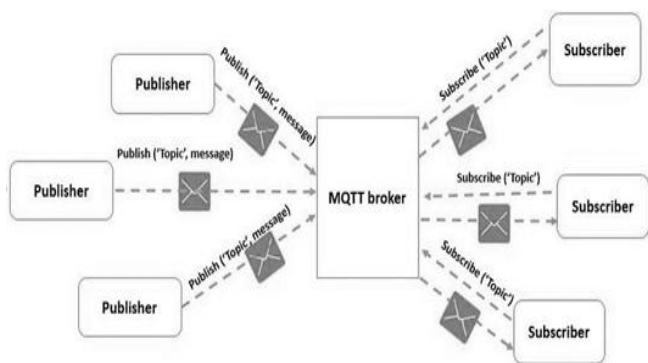 Publisher
Publish ('Topic', message)
Publish ('Topic', message)
Publisher
Publish ('Topic', message)
Publisher
MQTT broker
Subscribe ('Topic')
Subscriber
Subscribe ('Topic')
Subscriber
Subscribe ('Topic')
Subscriber